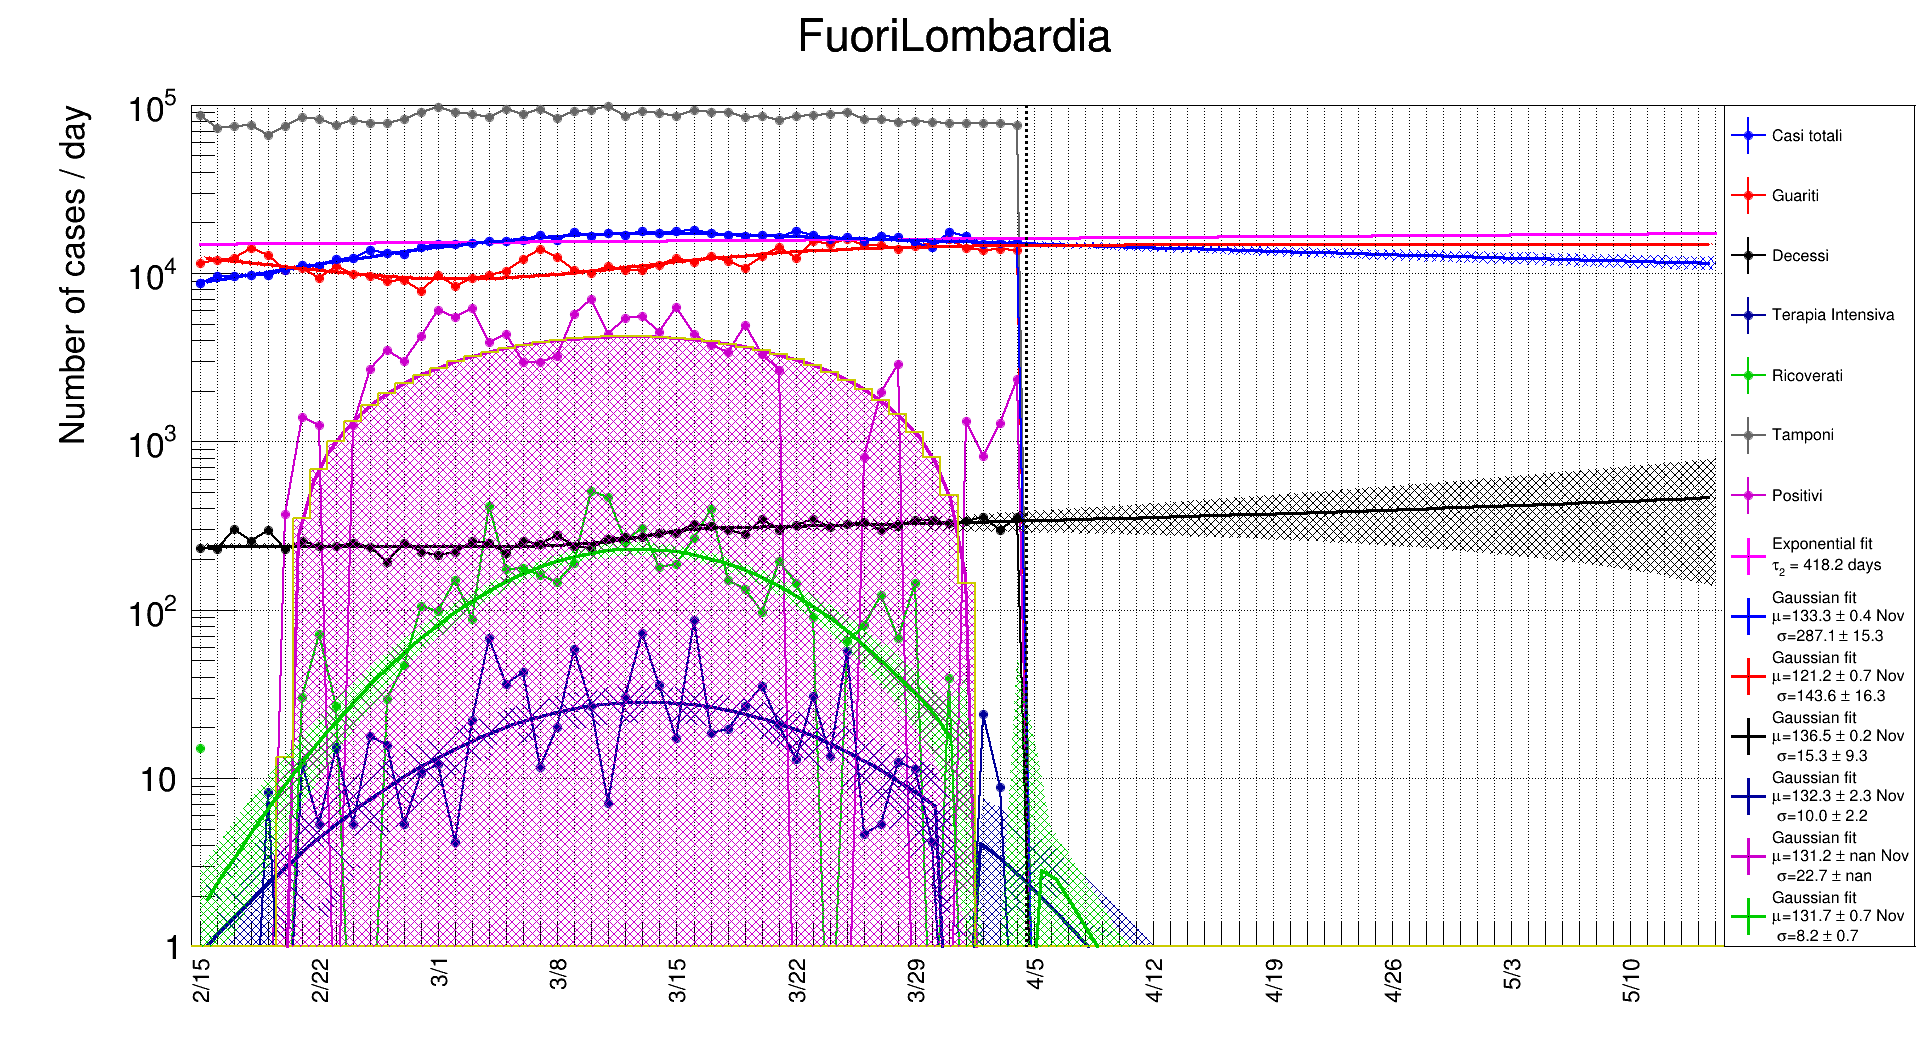 FuoriLombardia
Number of cases / day
10^5
10^4
10^3
10^2
10
1
2/15
2/22
3/1
3/8
3/15
3/22
3/29
4/5
4/12
4/19
4/26
5/3
5/10
Casi totali
Guariti
Decessi
Terapia Intensiva
Ricoverati
Tamponi
Positivi
Exponential fit
τ₂ = 418.2 days
Gaussian fit
μ=133.3 ± 0.4 Nov
σ=287.1 ± 15.3
Gaussian fit
μ=121.2 ± 0.7 Nov
σ=143.6 ± 16.3
Gaussian fit
μ=136.5 ± 0.2 Nov
σ=15.3 ± 9.3
Gaussian fit
μ=132.3 ± 2.3 Nov
σ=10.0 ± 2.2
Gaussian fit
μ=131.2 ± nan Nov
σ=22.7 ± nan
Gaussian fit
μ=131.7 ± 0.7 Nov
σ=8.2 ± 0.7